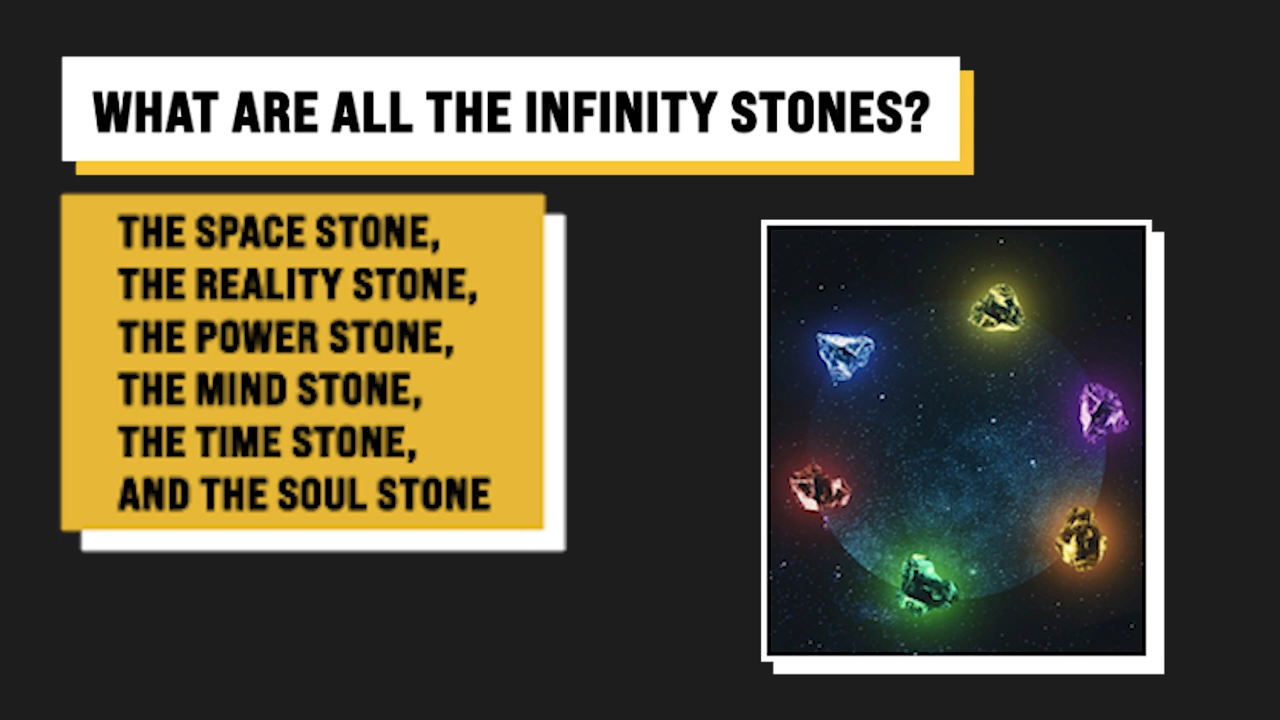 WHAT ARE ALL THE INFINITY STONES?
THE SPACE STONE,
THE REALITY STONE,
THE POWER STONE,
THE MIND STONE,
THE TIME STONE,
AND THE SOUL STONE